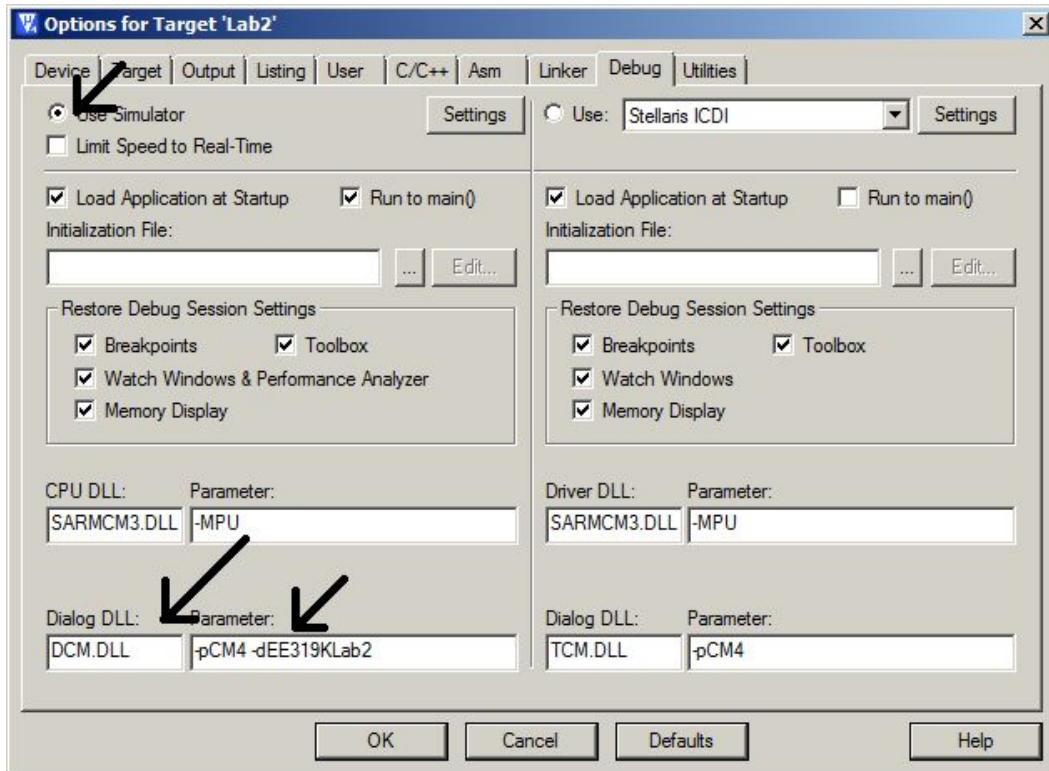 Options for Target 'Lab2'
Device Target Output Listing User C/C++ Asm Linker Debug Utilities
Use Simulator Settings Use: Stellaris ICDI Settings
Limit Speed to Real-Time
Load Application at Startup Run to main() Load Application at Startup Run to main()
Initialization File: Initialization File:
... Edit... ... Edit...
Restore Debug Session Settings Restore Debug Session Settings
Breakpoints Toolbox Breakpoints Toolbox
Watch Windows & Performance Analyzer Watch Windows
Memory Display Memory Display
CPU DLL: Parameter: Driver DLL: Parameter:
SARMCM3.DLL -MPU SARMCM3.DLL -MPU
Dialog DLL: Parameter: Dialog DLL: Parameter:
DCM.DLL -pCM4 -dEE319KLab2 TCM.DLL -pCM4
OK Cancel Defaults Help